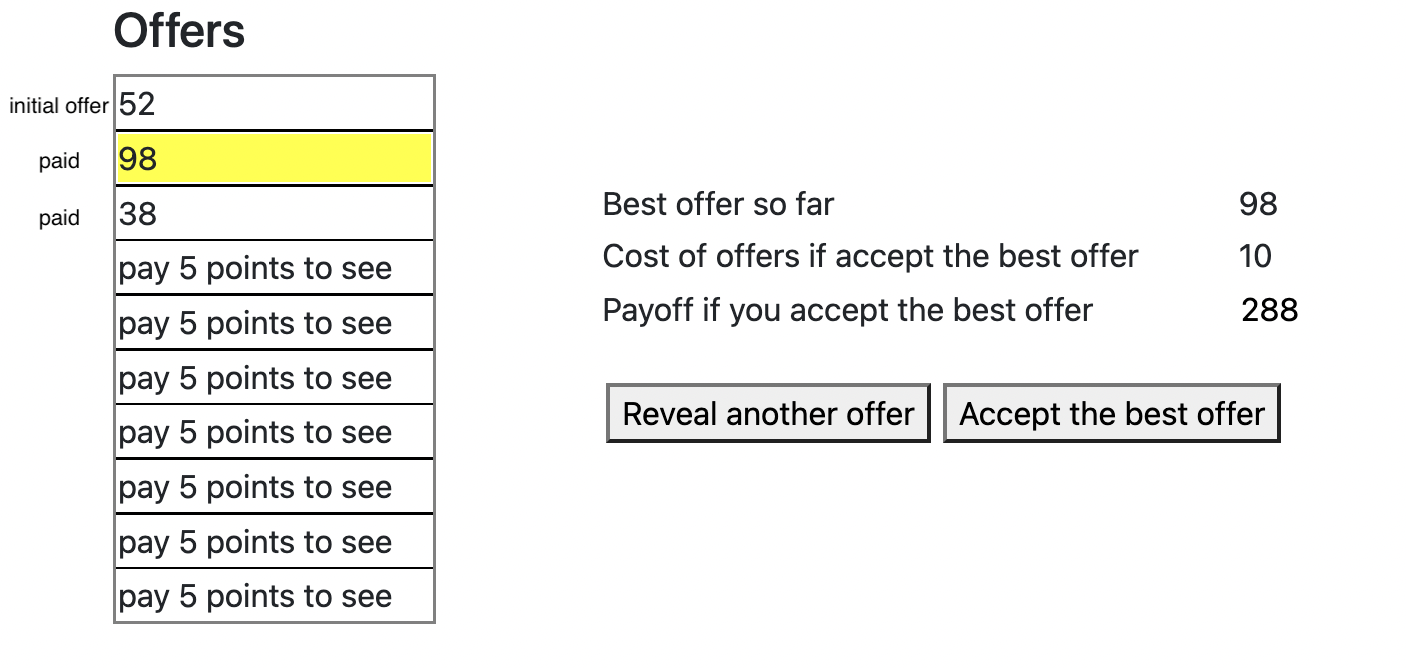 Offers
initial offer 52
paid 98
paid 38
pay 5 points to see
pay 5 points to see
pay 5 points to see
pay 5 points to see
pay 5 points to see
pay 5 points to see
pay 5 points to see
Best offer so far 98
Cost of offers if accept the best offer 10
Payoff if you accept the best offer 288
Reveal another offer Accept the best offer